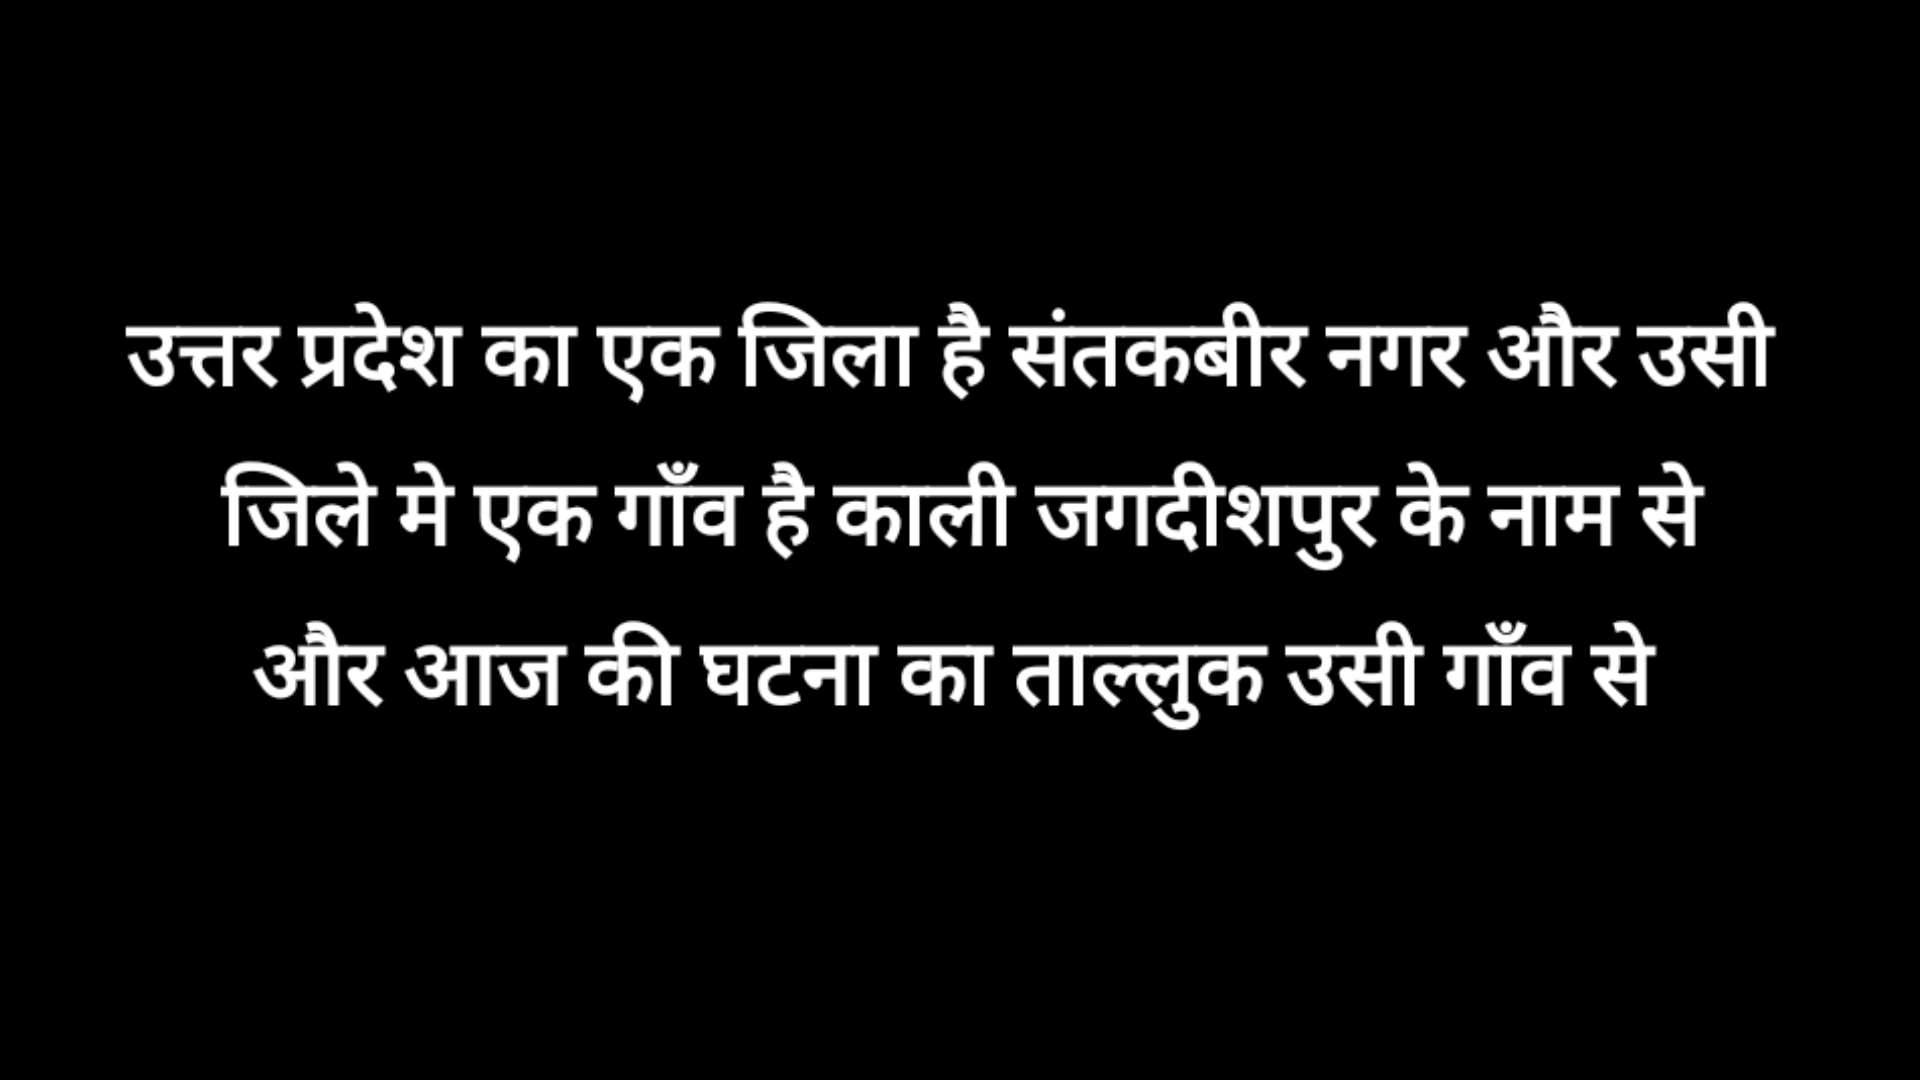 उत्तर प्रदेश का एक जिला है संतकबीर नगर और उसी
जिले मे एक गाँव है काली जगदीशपुर के नाम से
और आज की घटना का ताल्लुक उसी गाँव से